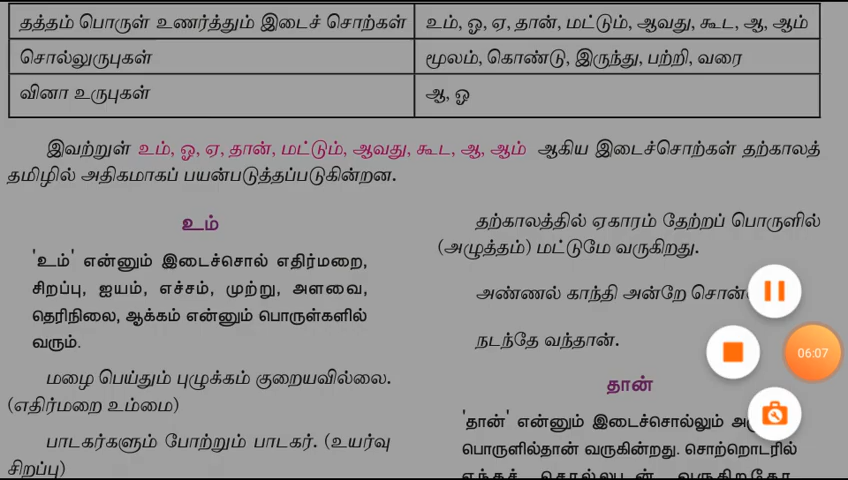 தத்தம் பொருள் உணர்த்தும் இடைச் சொற்கள் உம், ஓ, ஏ, தான், மட்டும், ஆவது, கூட, ஆ, ஆம்
சொல்லுருபுகள் மூலம், கொண்டு, இருந்து, பற்றி, வரை
வினா உருபுகள் ஆ, ஓ
இவற்றுள் உம், ஓ, ஏ, தான், மட்டும், ஆவது, கூட, ஆ, ஆம் ஆகிய இடைச்சொற்கள் தற்காலத்
தமிழில் அதிகமாகப் பயன்படுத்தப்படுகின்றன.
உம்
'உம்' என்னும் இடைச்சொல் எதிர்மறை,
சிறப்பு, ஐயம், எச்சம், முற்று, அளவை,
தெரிநிலை, ஆக்கம் என்னும் பொருள்களில்
வரும்.
மழை பெய்தும் புழுக்கம் குறையவில்லை.
(எதிர்மறை உம்மை)
பாடகர்களும் போற்றும் பாடகர். (உயர்வு
சிறப்பு)
தற்காலத்தில் ஏகாரம் தேற்றப் பொருளில்
(அழுத்தம்) மட்டுமே வருகிறது.
அண்ணல் காந்தி அன்றே
நடந்தே வந்தான்.
தான்
'தான்' என்னும் இடைச்சொல்லும்
பொருளில்தான் வருகின்றது. சொற்றொடரில்
06:07